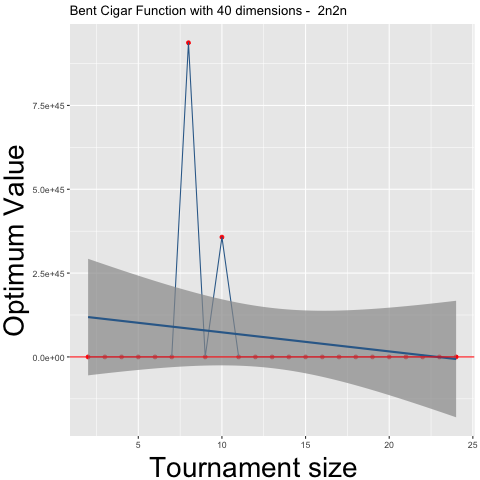 Bent Cigar Function with 40 dimensions - 2n2n
Optimum Value
7.5e+45
5.0e+45
2.5e+45
0.0e+00
5
10
15
20
25
Tournament size